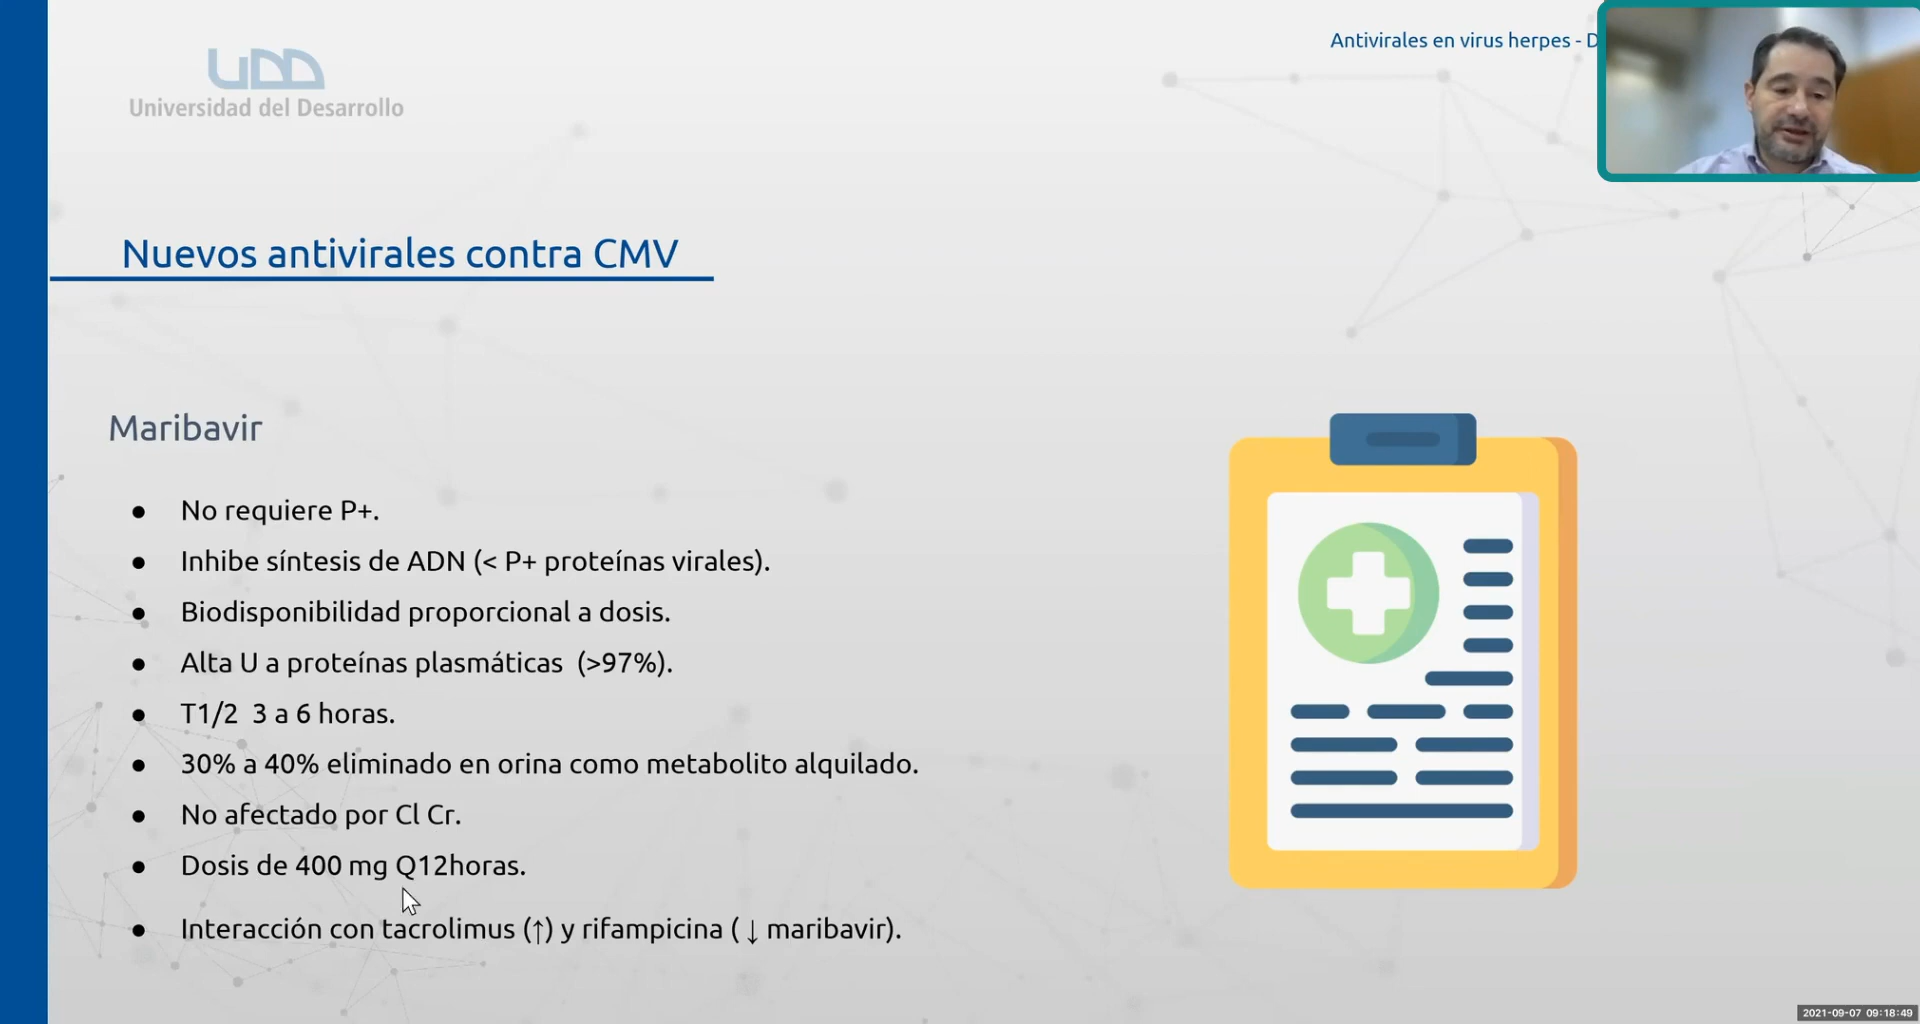 Antivirales en virus herpes - D
UDD
Universidad del Desarrollo
Nuevos antivirales contra CMV
Maribavir
● No requiere P+.
● Inhibe síntesis de ADN (< P+ proteínas virales).
● Biodisponibilidad proporcional a dosis.
● Alta U a proteínas plasmáticas (>97%).
● T1/2 3 a 6 horas.
● 30% a 40% eliminado en orina como metabolito alquilado.
● No afectado por Cl Cr.
● Dosis de 400 mg Q12horas.
● Interacción con tacrolimus (↑) y rifampicina (↓ maribavir).
2021-09-07 09:18:49